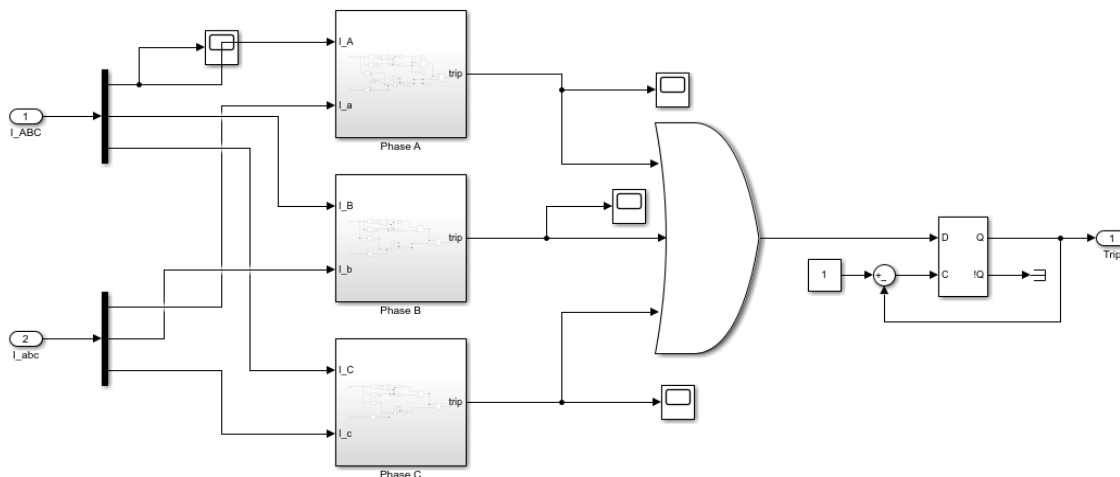 1
I_ABC
2
I_abc
I_A
I_a
trip
Phase A
I_B
I_b
trip
Phase B
I_C
I_c
trip
Phase C
1
+
−
D
C
Q
!Q
1
Trip